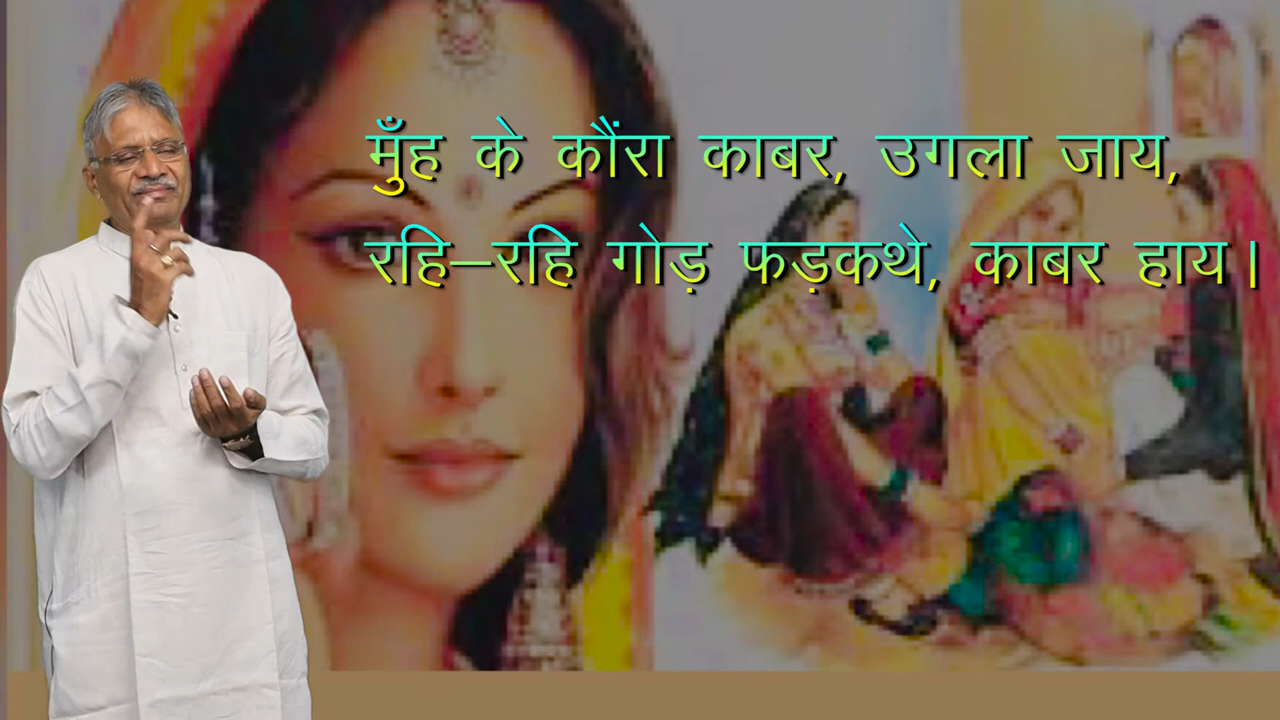 मुँह के कौंरा काबर, उगला जाय,
रहि–रहि गोड़ फड़कथे, काबर हाय।